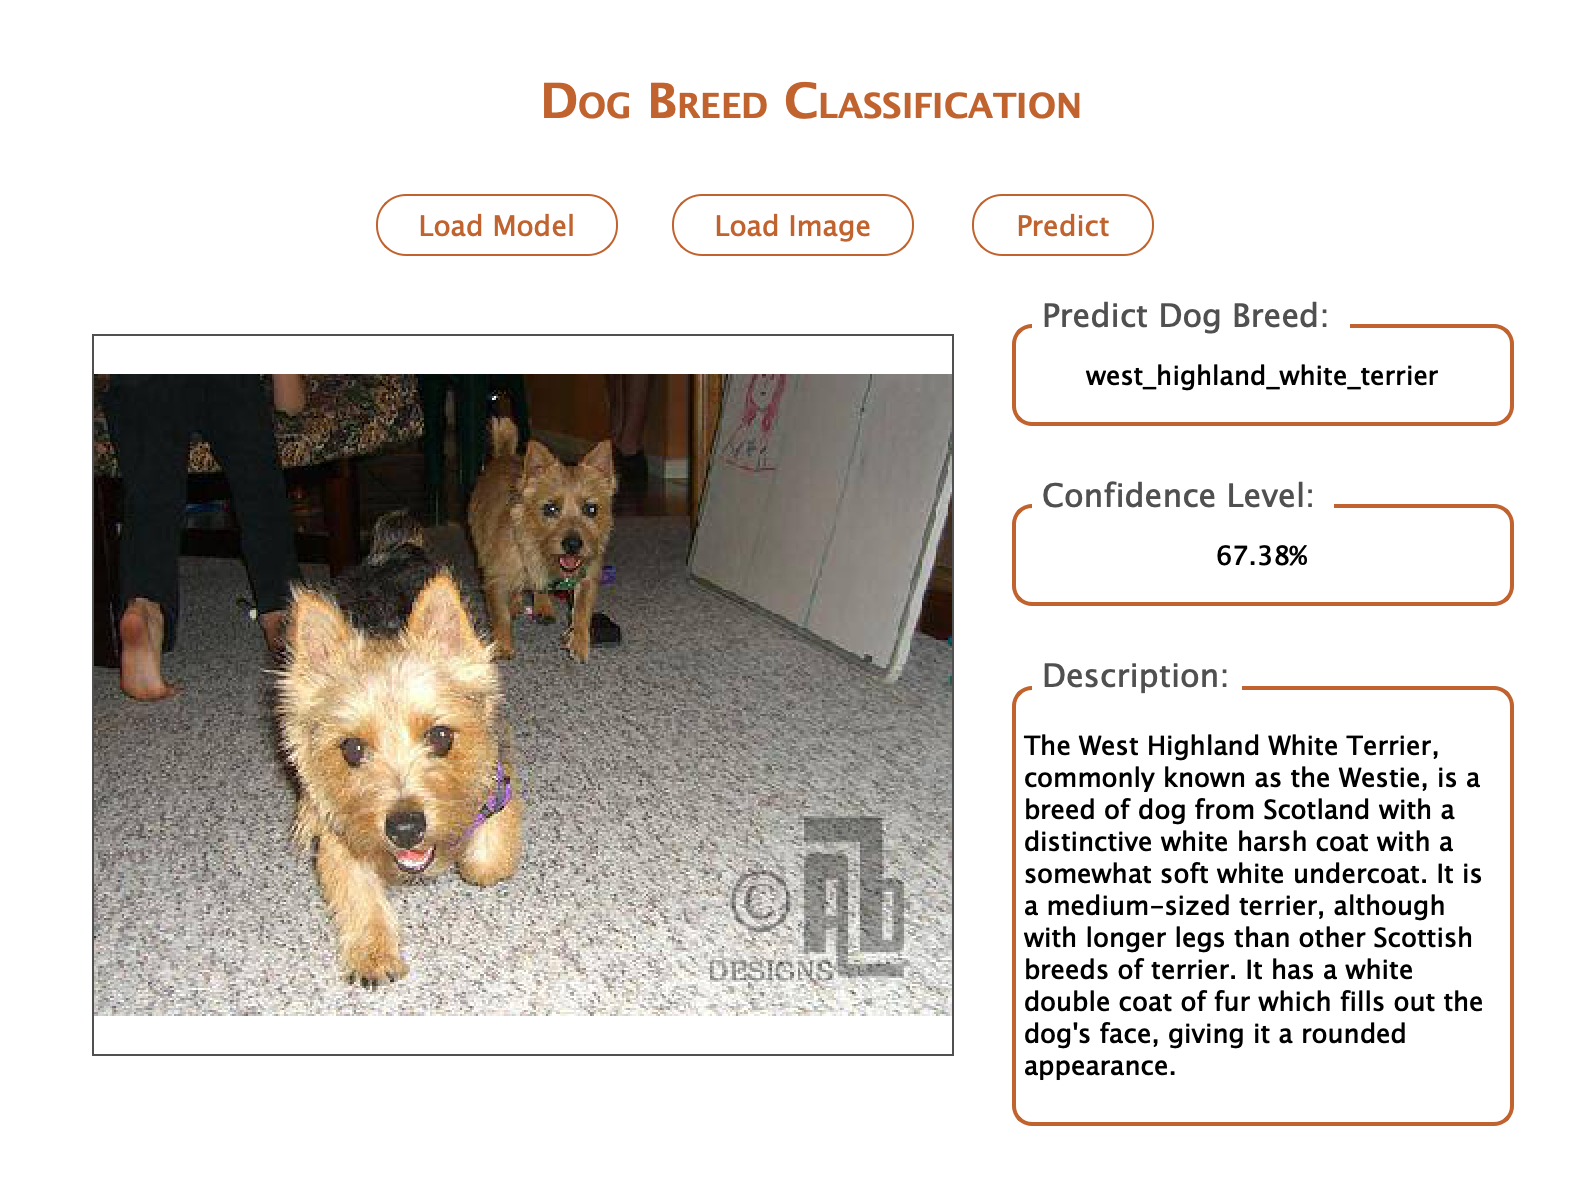 Dog Breed Classification
Load Model
Load Image
Predict
Predict Dog Breed:
west_highland_white_terrier
Confidence Level:
67.38%
Description:
The West Highland White Terrier,
commonly known as the Westie, is a
breed of dog from Scotland with a
distinctive white harsh coat with a
somewhat soft white undercoat. It is
a medium-sized terrier, although
with longer legs than other Scottish
breeds of terrier. It has a white
double coat of fur which fills out the
dog's face, giving it a rounded
appearance.
© Ab
DESIGNS